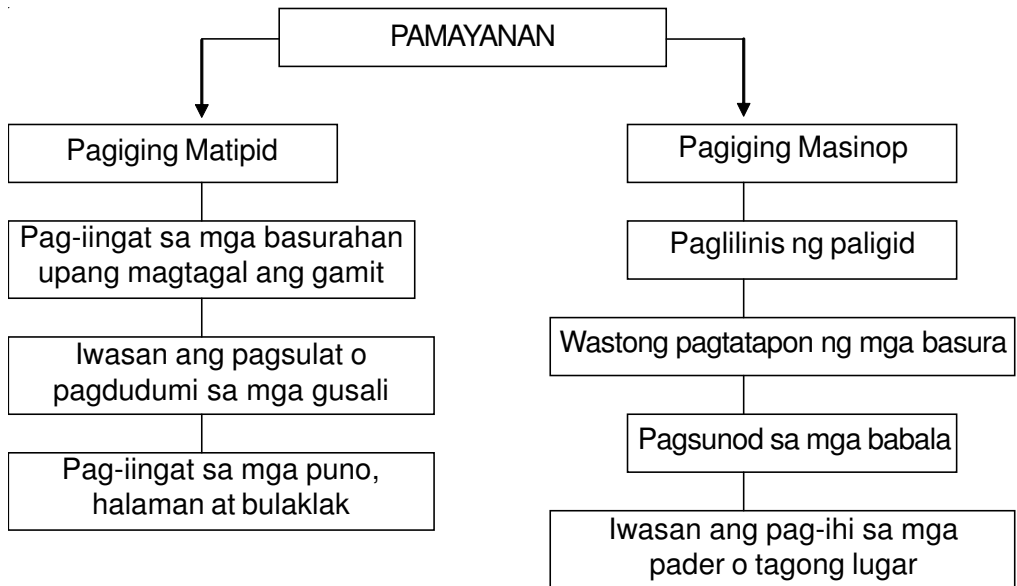 PAMAYANAN
Pagiging Matipid
Pag-iingat sa mga basurahan
upang magtagal ang gamit
Iwasan ang pagsulat o
pagdudumi sa mga gusali
Pag-iingat sa mga puno,
halaman at bulaklak
Pagiging Masinop
Paglilinis ng paligid
Wastong pagtatapon ng mga basura
Pagsunod sa mga babala
Iwasan ang pag-ihi sa mga
pader o tagong lugar